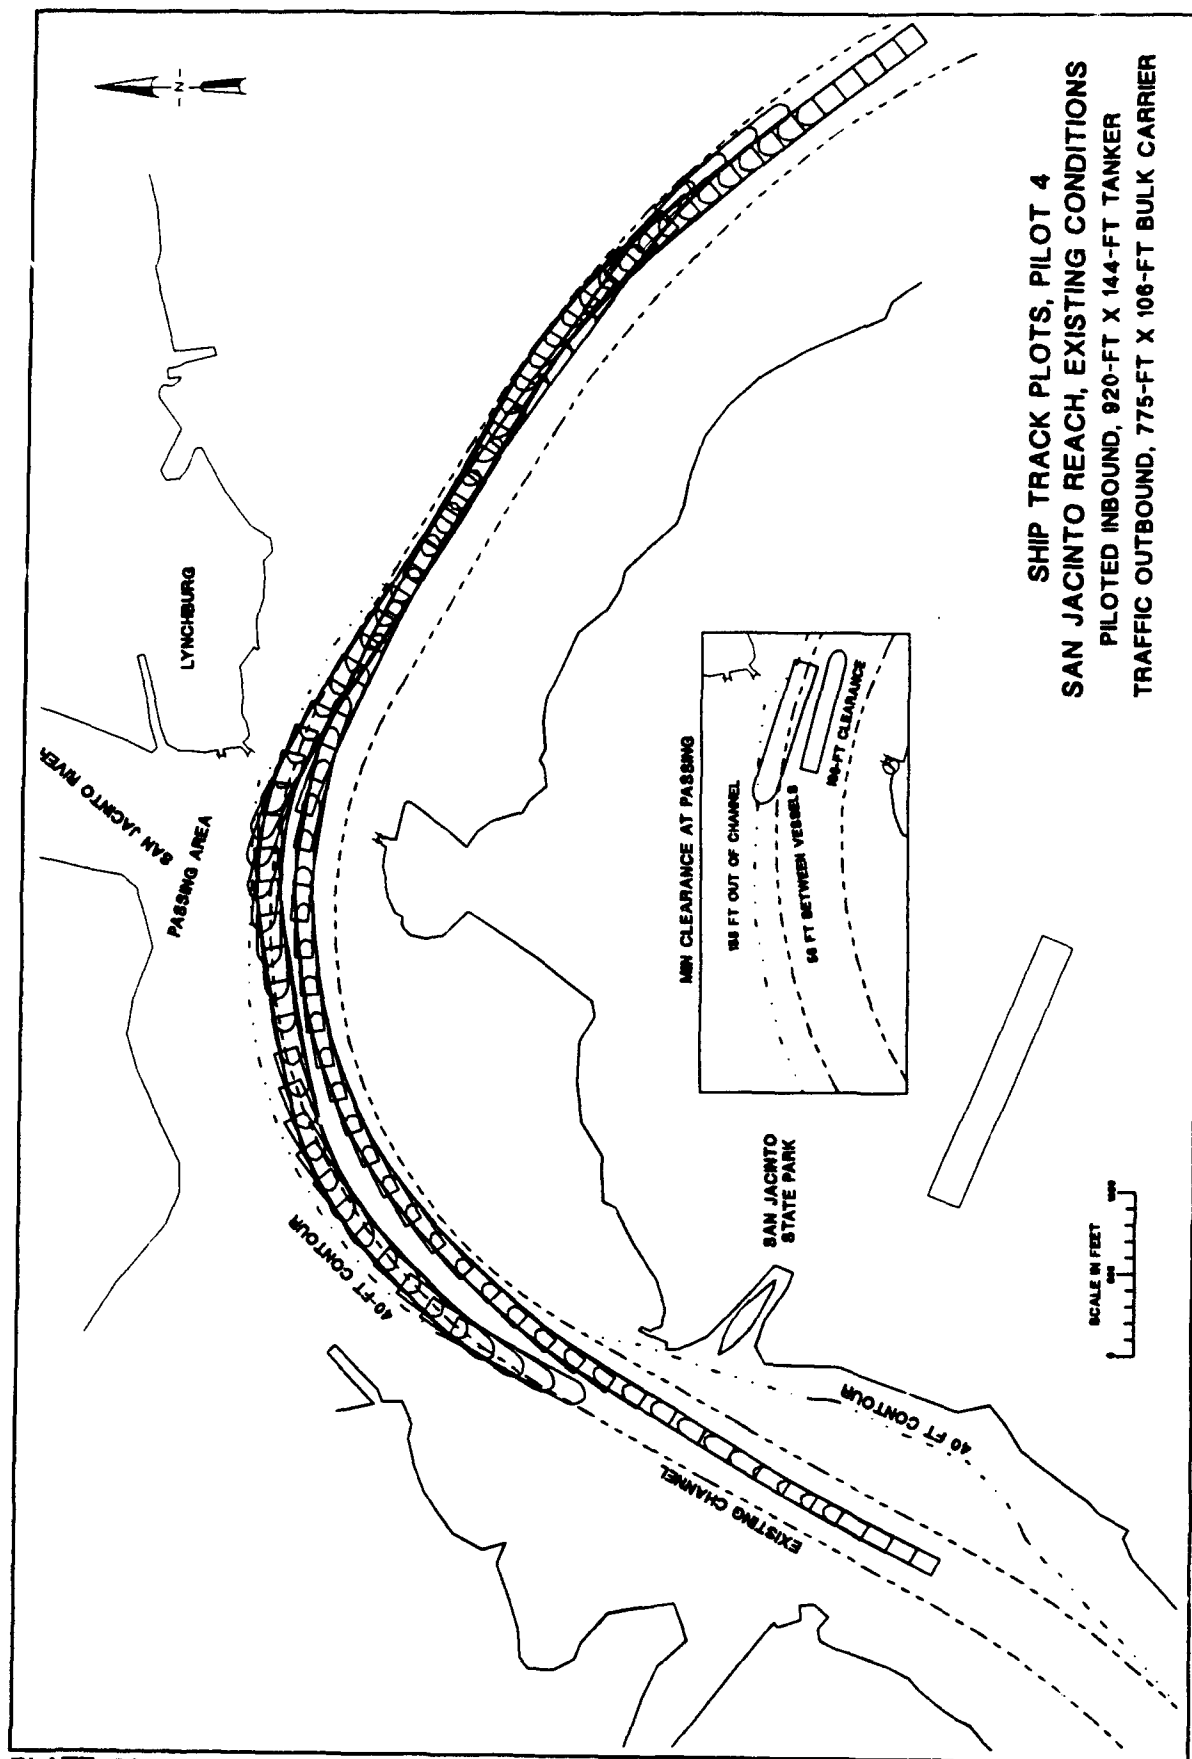 SHIP TRACK PLOTS, PILOT 4
SAN JACINTO REACH, EXISTING CONDITIONS
PILOTED INBOUND, 920-FT X 144-FT TANKER
TRAFFIC OUTBOUND, 775-FT X 106-FT BULK CARRIER
N
SAN JACINTO RIVER
PASSING AREA
LYNCHBURG
40-FT CONTOUR
EXISTING CHANNEL
40 FT CONTOUR
SAN JACINTO
STATE PARK
MIN CLEARANCE AT PASSING
FT OUT OF CHANNEL
FT BETWEEN VESSELS
-FT CLEARANCE
SCALE IN FEET
0
1000